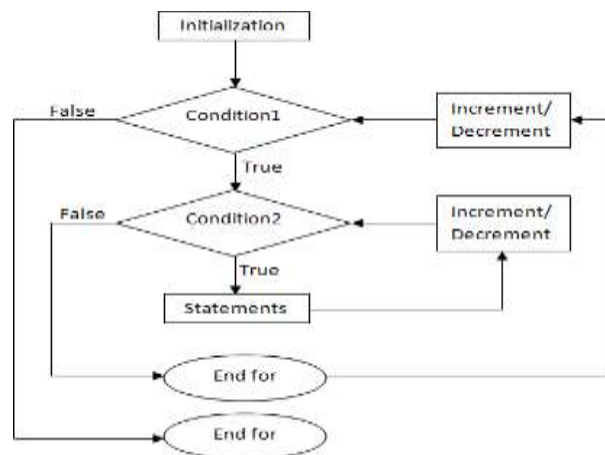 Initialization
False
Condition1
Increment/
Decrement
True
False
Condition2
Increment/
Decrement
True
Statements
End for
End for